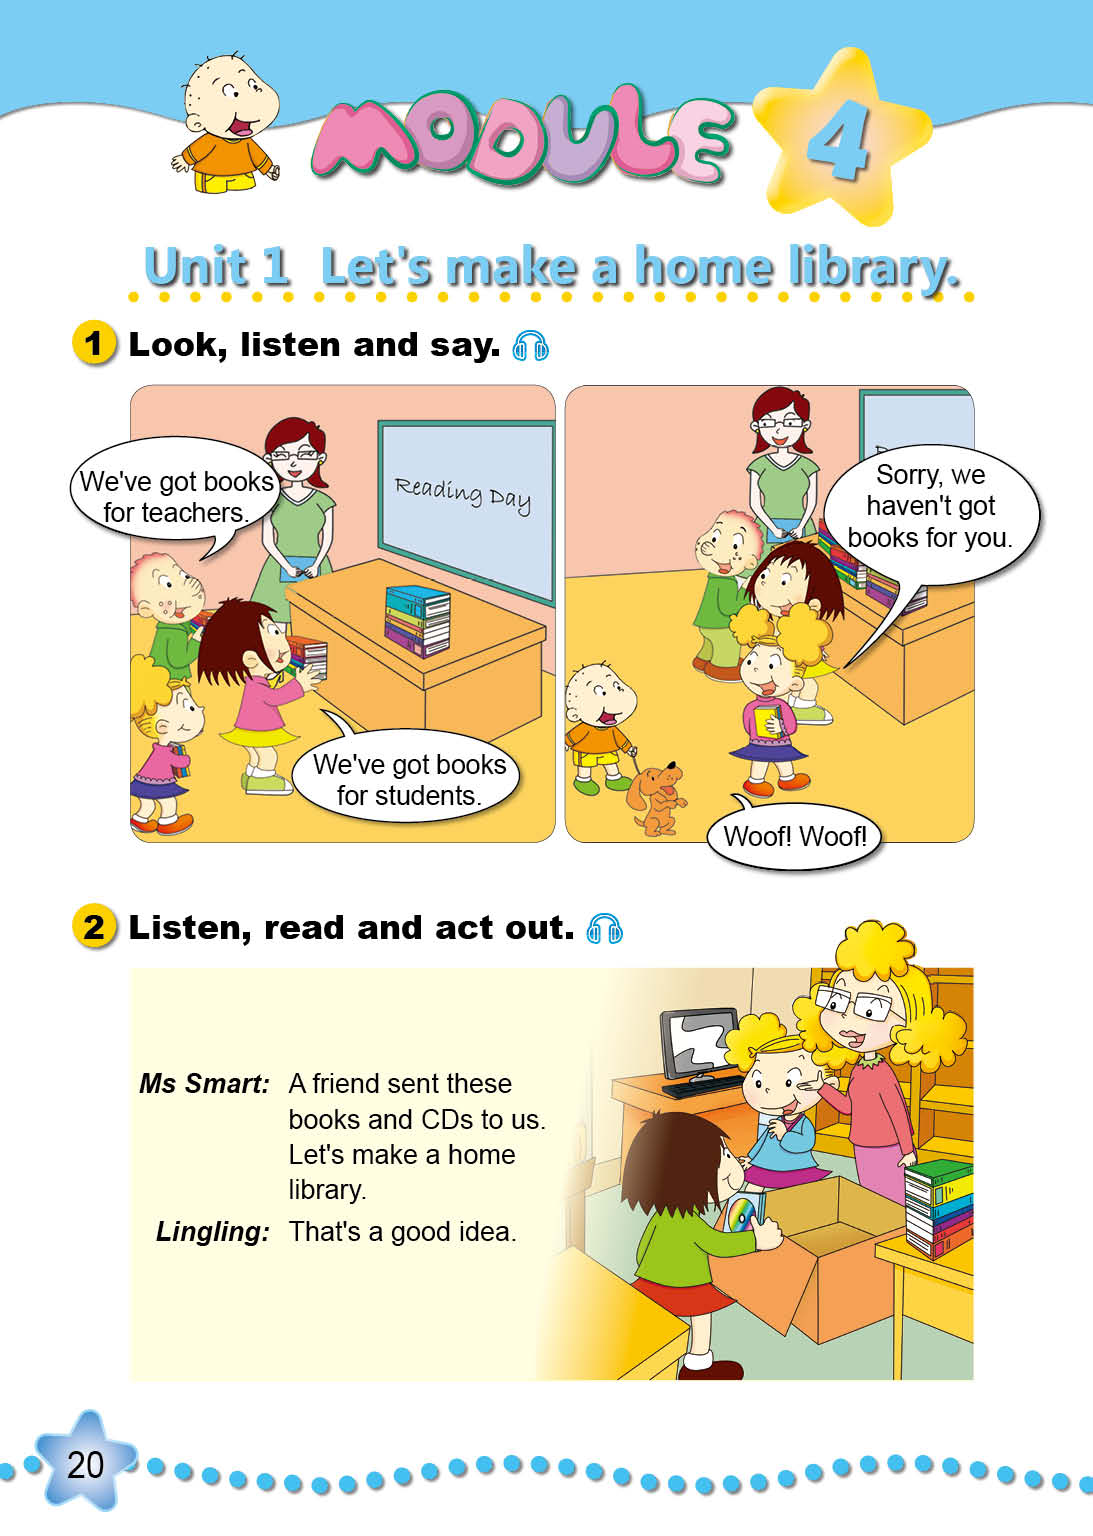 MODULE 4
Unit 1 Let's make a home library.
1 Look, listen and say.
We've got books
for teachers.
Reading Day
We've got books
for students.
Sorry, we
haven't got
books for you.
Woof! Woof!
2 Listen, read and act out.
Ms Smart: A friend sent these
books and CDs to us.
Let's make a home
library.
Lingling: That's a good idea.
20